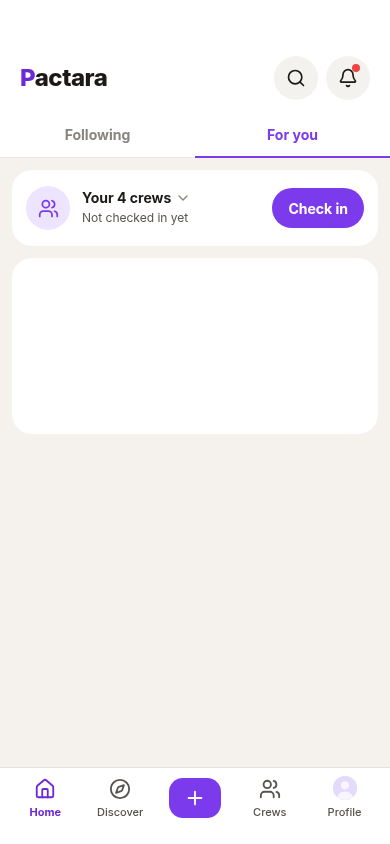 Pactara
Following
For you
Your 4 crews
Not checked in yet
Check in
Home
Discover
Crews
Profile